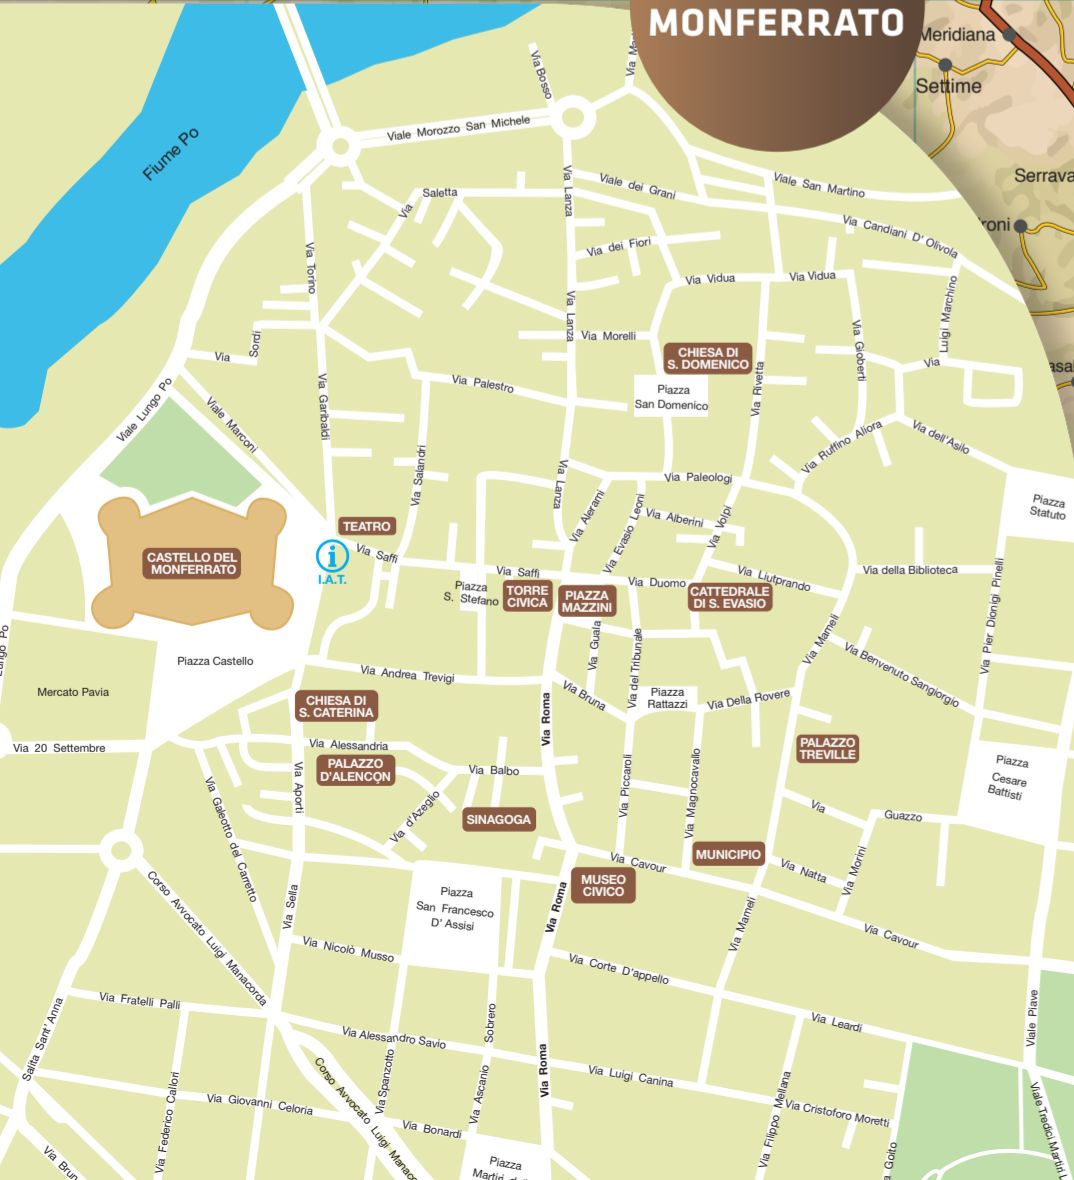 MONFERRATO
Meridiana
Settime
Serrava
roni
Fiume Po
Via Bosso
Viale Morozzo San Michele
Via Lanza
Viale dei Grani
Viale San Martino
Via Candiani D' Olivola
Via Saletta
Via Torino
Via dei Fiori
Via Vidua
Via Vidua
Luigi Marchino
Via
Via Lanza
Via Morelli
Via Gioberti
Via Sordi
CHIESA DI
S. DOMENICO
Piazza
San Domenico
Via Rivetta
Viale Lungo Po
Viale Marconi
Via Garibaldi
Via Palestro
Via Salandri
Via Ruffino Aliora
Via dell'Asilo
Via Lanza
Via Paleologi
Piazza
Statuto
Via Alerami
Via Evasio Leoni
Via Alberini
Via Volpi
TEATRO
i
I.A.T.
CASTELLO DEL
MONFERRATO
Via Saffi
Via Saffi
Piazza
S. Stefano
TORRE
CIVICA
PIAZZA
MAZZINI
Via Duomo
CATTEDRALE
DI S. EVASIO
Via Liutprando
Via della Biblioteca
Via Pier Dionigi Pinelli
Lungo Po
Piazza Castello
Mercato Pavia
Via Andrea Trevigi
Via Guala
Via del Tribunale
Via Mameli
Via Benvenuto Sangiorgio
Via Bruna
Piazza
Rattazzi
Via Della Rovere
CHIESA DI
S. CATERINA
Via Roma
Via 20 Settembre
Via Alessandria
PALAZZO
D'ALENÇON
Via Aporti
Via Balbo
Via d'Azeglio
SINAGOGA
Via Piccaroli
Via Magnocavallo
PALAZZO
TREVILLE
Piazza
Cesare
Battisti
Via Guazzo
Via Galeotto del Carretto
Via Cavour
MUNICIPIO
MUSEO
CIVICO
Via Natta
Via Morini
Corso Avvocato Luigi Manacorda
Via Sella
Piazza
San Francesco
D' Assisi
Via Roma
Via Mameli
Via Cavour
Via Nicolò Musso
Via Corte D'appello
Via Fratelli Palli
Salita Sant' Anna
Via Alessandro Savio
Via Ascanio Sobrero
Via Leardi
Viale Piave
Via Roma
Via Luigi Canina
Corso Avvocato Luigi Manaco
Via Spanzotto
Via Federico Callori
Via Giovanni Celoria
Via Bonardi
Via Filippo Mellana
Via Cristoforo Moretti
Viale Tredici Martiri L
Via Brun
Piazza
a Goito